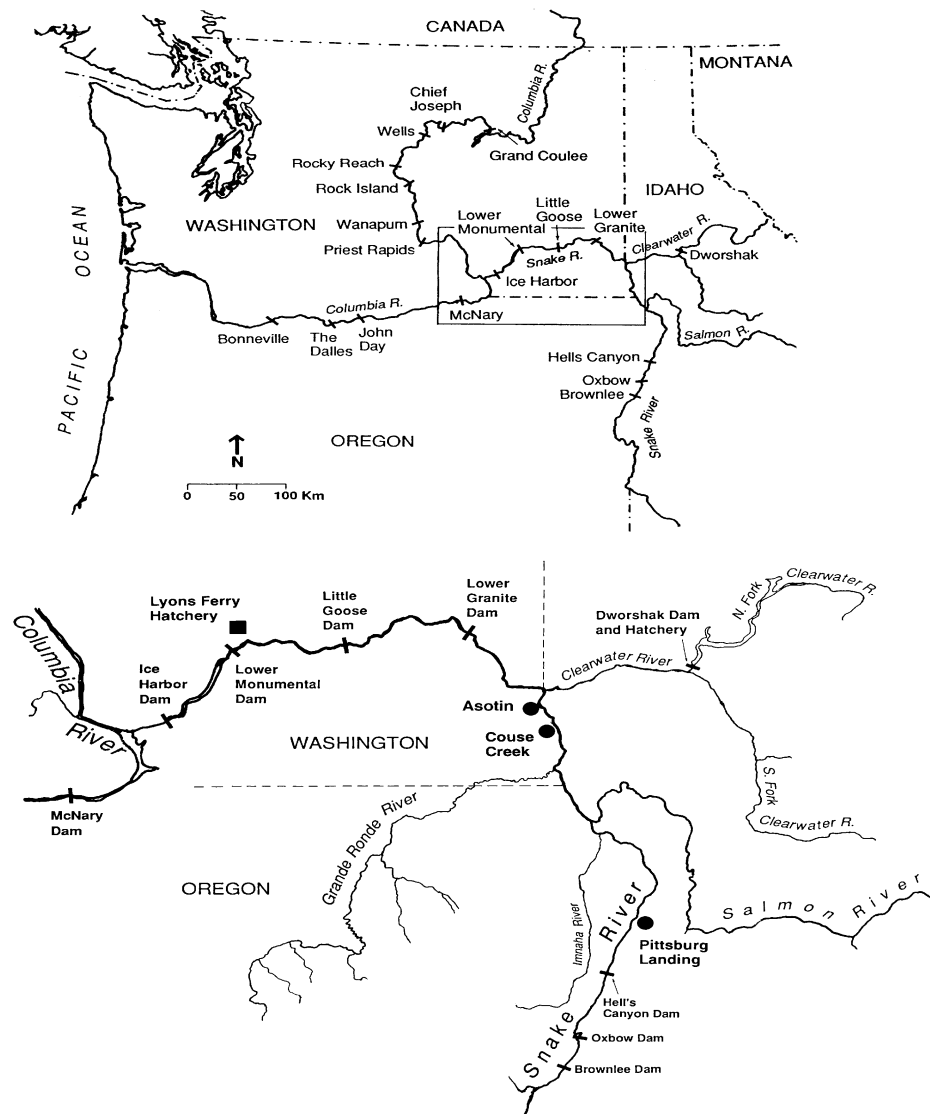 CANADA
MONTANA
Columbia R.
Chief
Joseph
Wells
Grand Coulee
Rocky Reach
Rock Island
IDAHO
WASHINGTON
Wanapum
Priest Rapids
Lower
Monumental
Little
Goose
Lower
Granite
Clearwater R.
Dworshak
Snake R.
Ice Harbor
PACIFIC OCEAN
Columbia R.
McNary
Bonneville
The
Dalles
John
Day
Salmon R.
Hells Canyon
Oxbow
Brownlee
Snake River
OREGON
N
0 50 100 Km
Clearwater R.
N. Fork
Lyons Ferry
Hatchery
Little
Goose
Dam
Lower
Granite
Dam
Dworshak Dam
and Hatchery
Columbia
River
Ice
Harbor
Dam
Lower
Monumental
Dam
Clearwater River
Asotin
Couse
Creek
WASHINGTON
McNary
Dam
S. Fork
Clearwater R.
Grande Ronde River
OREGON
Imnaha River
Snake River
Salmon River
Pittsburg
Landing
Hell's
Canyon Dam
Oxbow Dam
Brownlee Dam